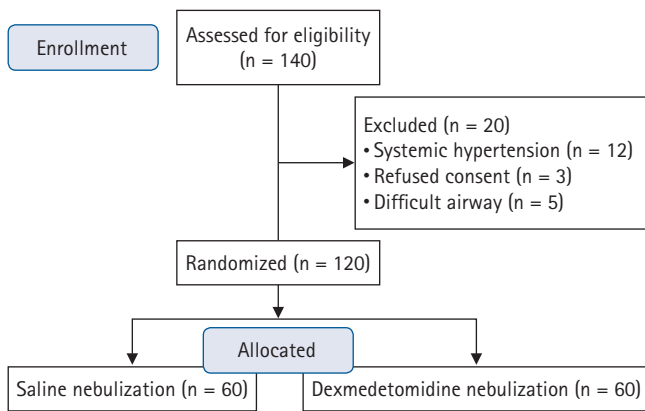 Enrollment
Assessed for eligibility
(n = 140)
Excluded (n = 20)
• Systemic hypertension (n = 12)
• Refused consent (n = 3)
• Difficult airway (n = 5)
Randomized (n = 120)
Allocated
Saline nebulization (n = 60)
Dexmedetomidine nebulization (n = 60)